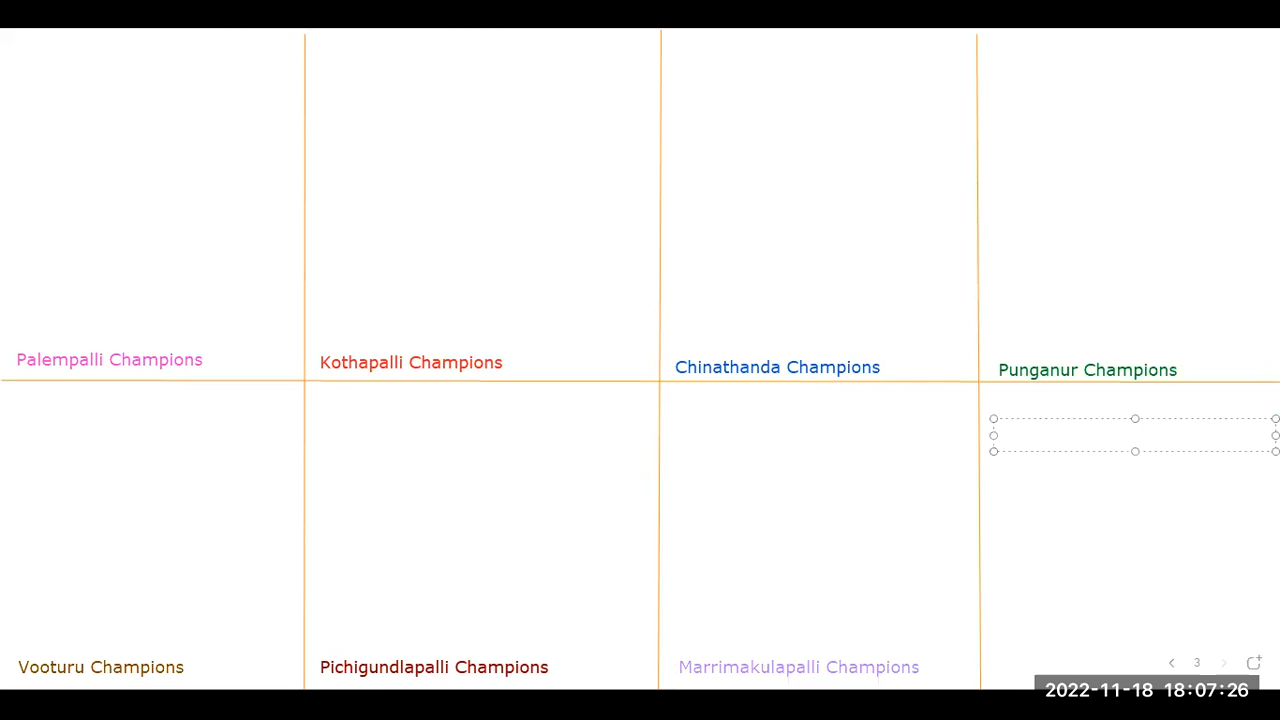 Palempalli Champions
Kothapalli Champions
Chinathanda Champions
Punganur Champions
Vooturu Champions
Pichigundlapalli Champions
Marrimakulapalli Champions
3
2022-11-18 18:07:26